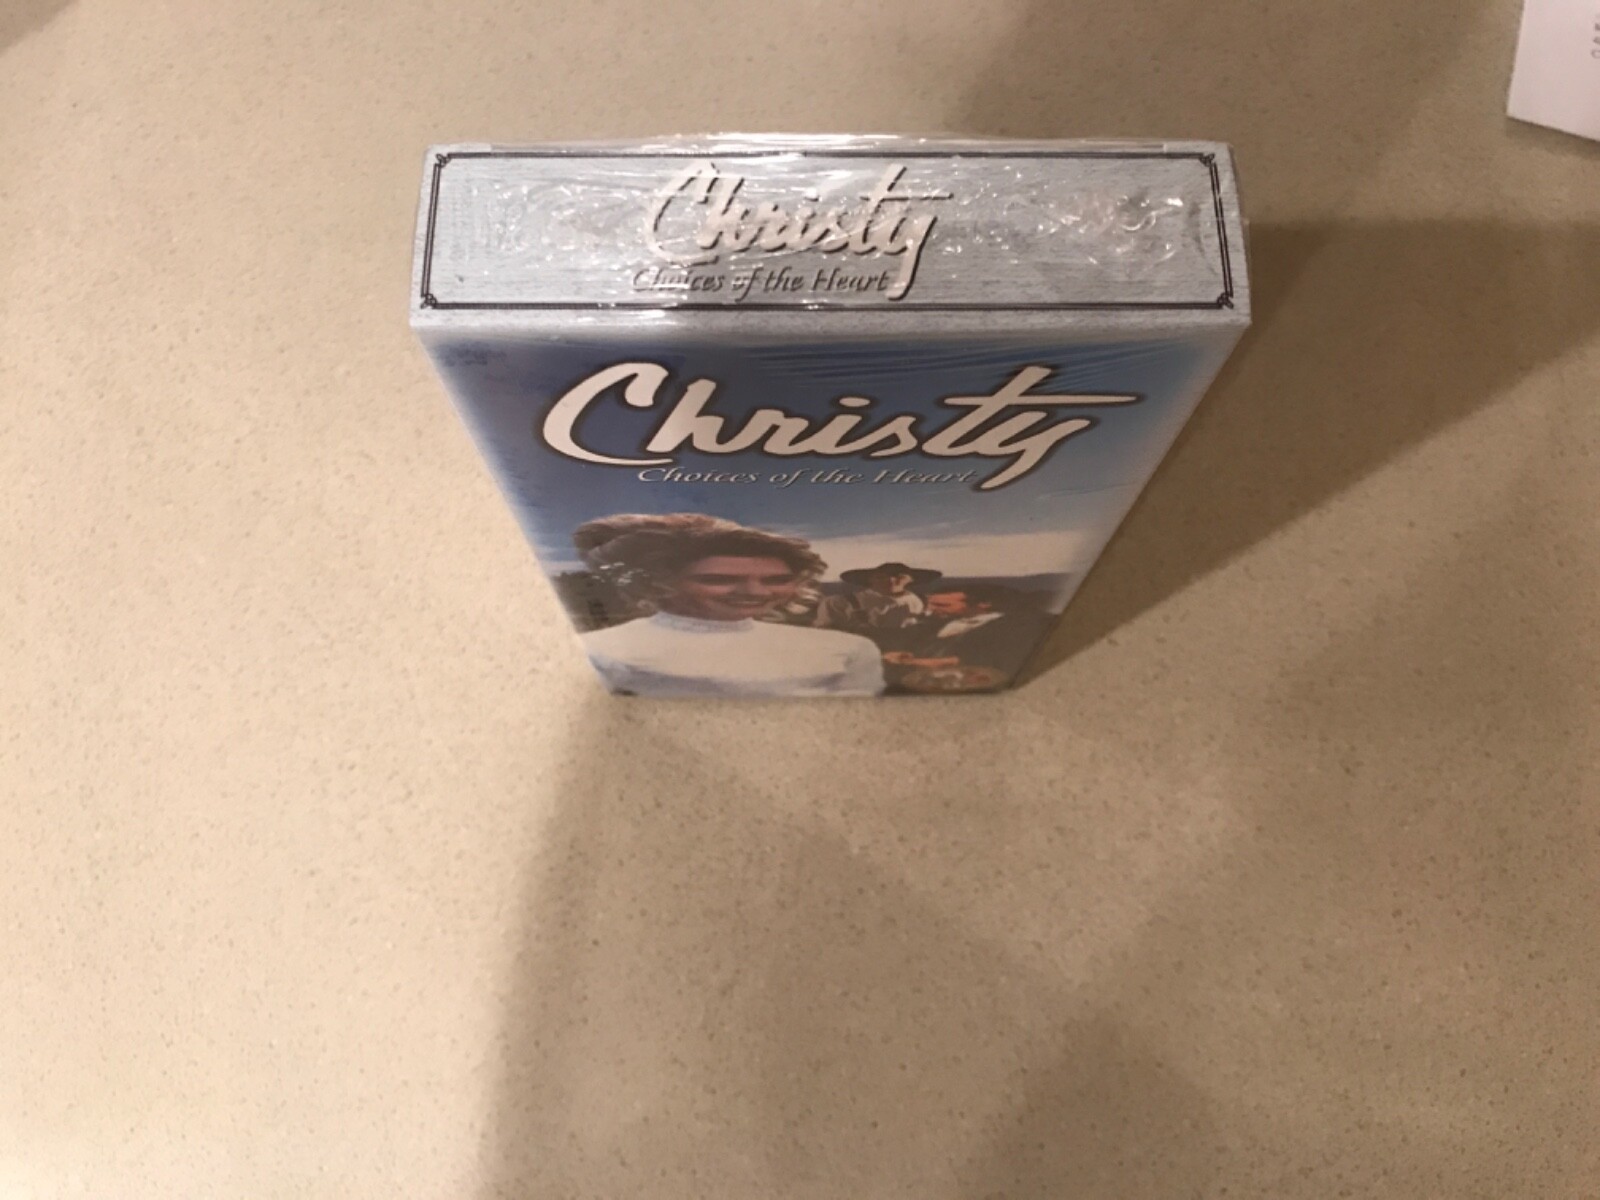 Christy
Choices of the Heart
Christy
Choices of the Heart